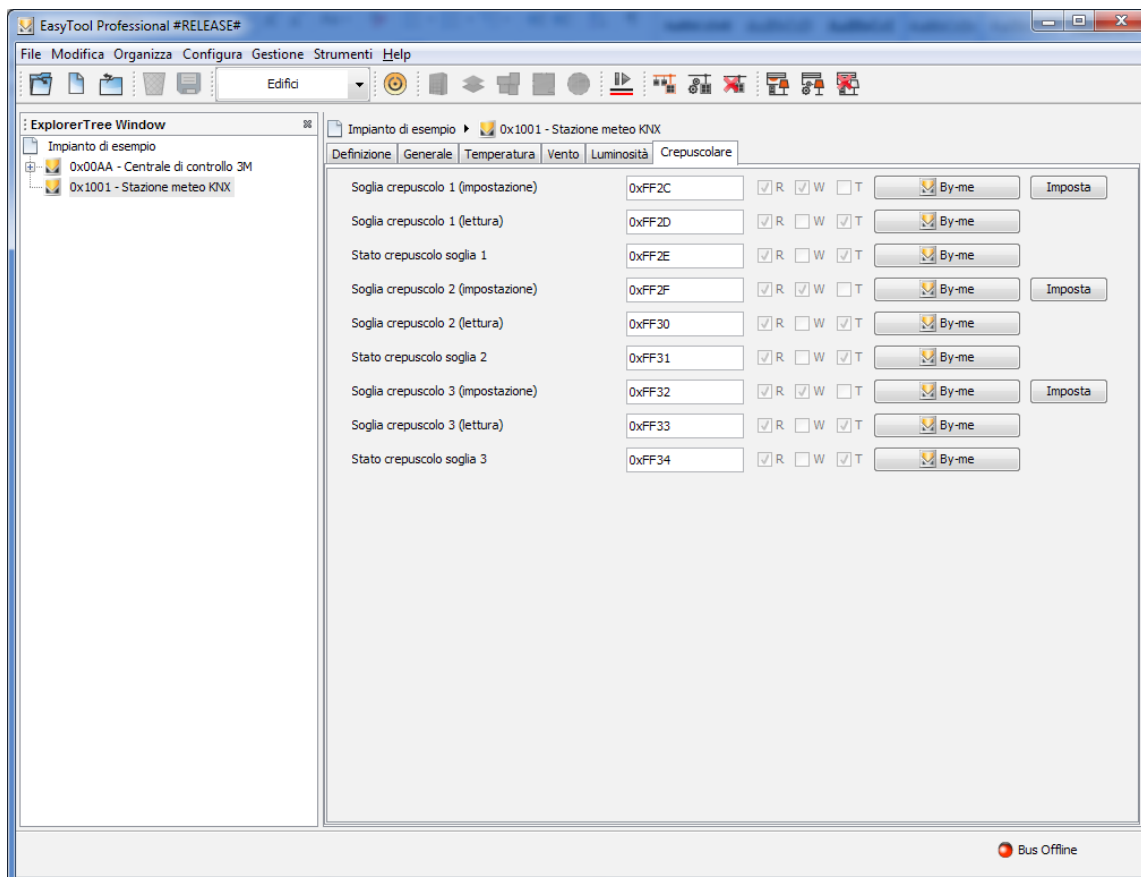 EasyTool Professional #RELEASE#
File Modifica Organizza Configura Gestione Strumenti Help
Edifici
ExplorerTree Window
Impianto di esempio
0x00AA - Centrale di controllo 3M
0x1001 - Stazione meteo KNX
Impianto di esempio 0x1001 - Stazione meteo KNX
Definizione Generale Temperatura Vento Luminosità Crepuscolare
Soglia crepuscolo 1 (impostazione) 0xFF2C R W T By-me Imposta
Soglia crepuscolo 1 (lettura) 0xFF2D R W T By-me
Stato crepuscolo soglia 1 0xFF2E R W T By-me
Soglia crepuscolo 2 (impostazione) 0xFF2F R W T By-me Imposta
Soglia crepuscolo 2 (lettura) 0xFF30 R W T By-me
Stato crepuscolo soglia 2 0xFF31 R W T By-me
Soglia crepuscolo 3 (impostazione) 0xFF32 R W T By-me Imposta
Soglia crepuscolo 3 (lettura) 0xFF33 R W T By-me
Stato crepuscolo soglia 3 0xFF34 R W T By-me
Bus Offline